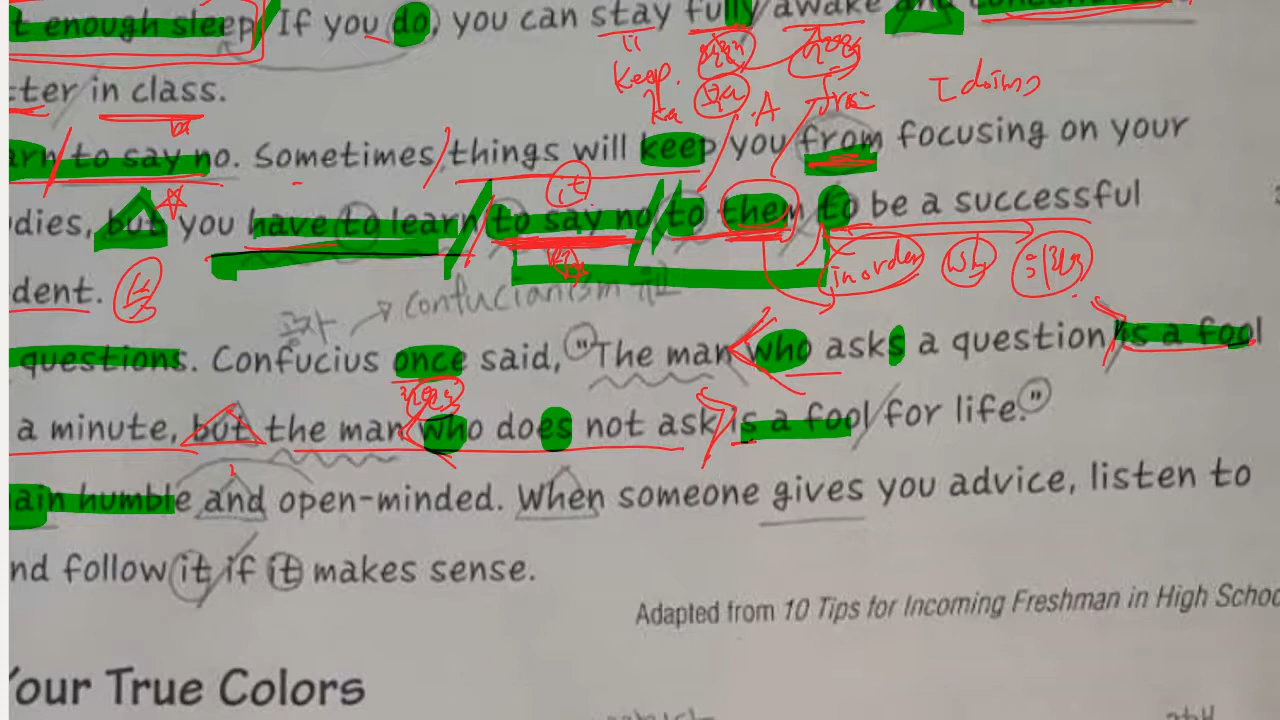 t enough sleep. If you do, you can stay fully awake and
keep.
A
[doing
tter in class.
arn to say no. Sometimes things will keep you from focusing on your
it
dies, but you have to learn to say no to them to be a successful
in order
why
dent.
confucianism
questions. Confucius once said, "The man who asks a question is a fool
a minute, but the man who does not ask is a fool for life."
ain humble and open-minded. When someone gives you advice, listen to
nd follow it if it makes sense.
Adapted from 10 Tips for Incoming Freshman in High Schoo
Your True Colors